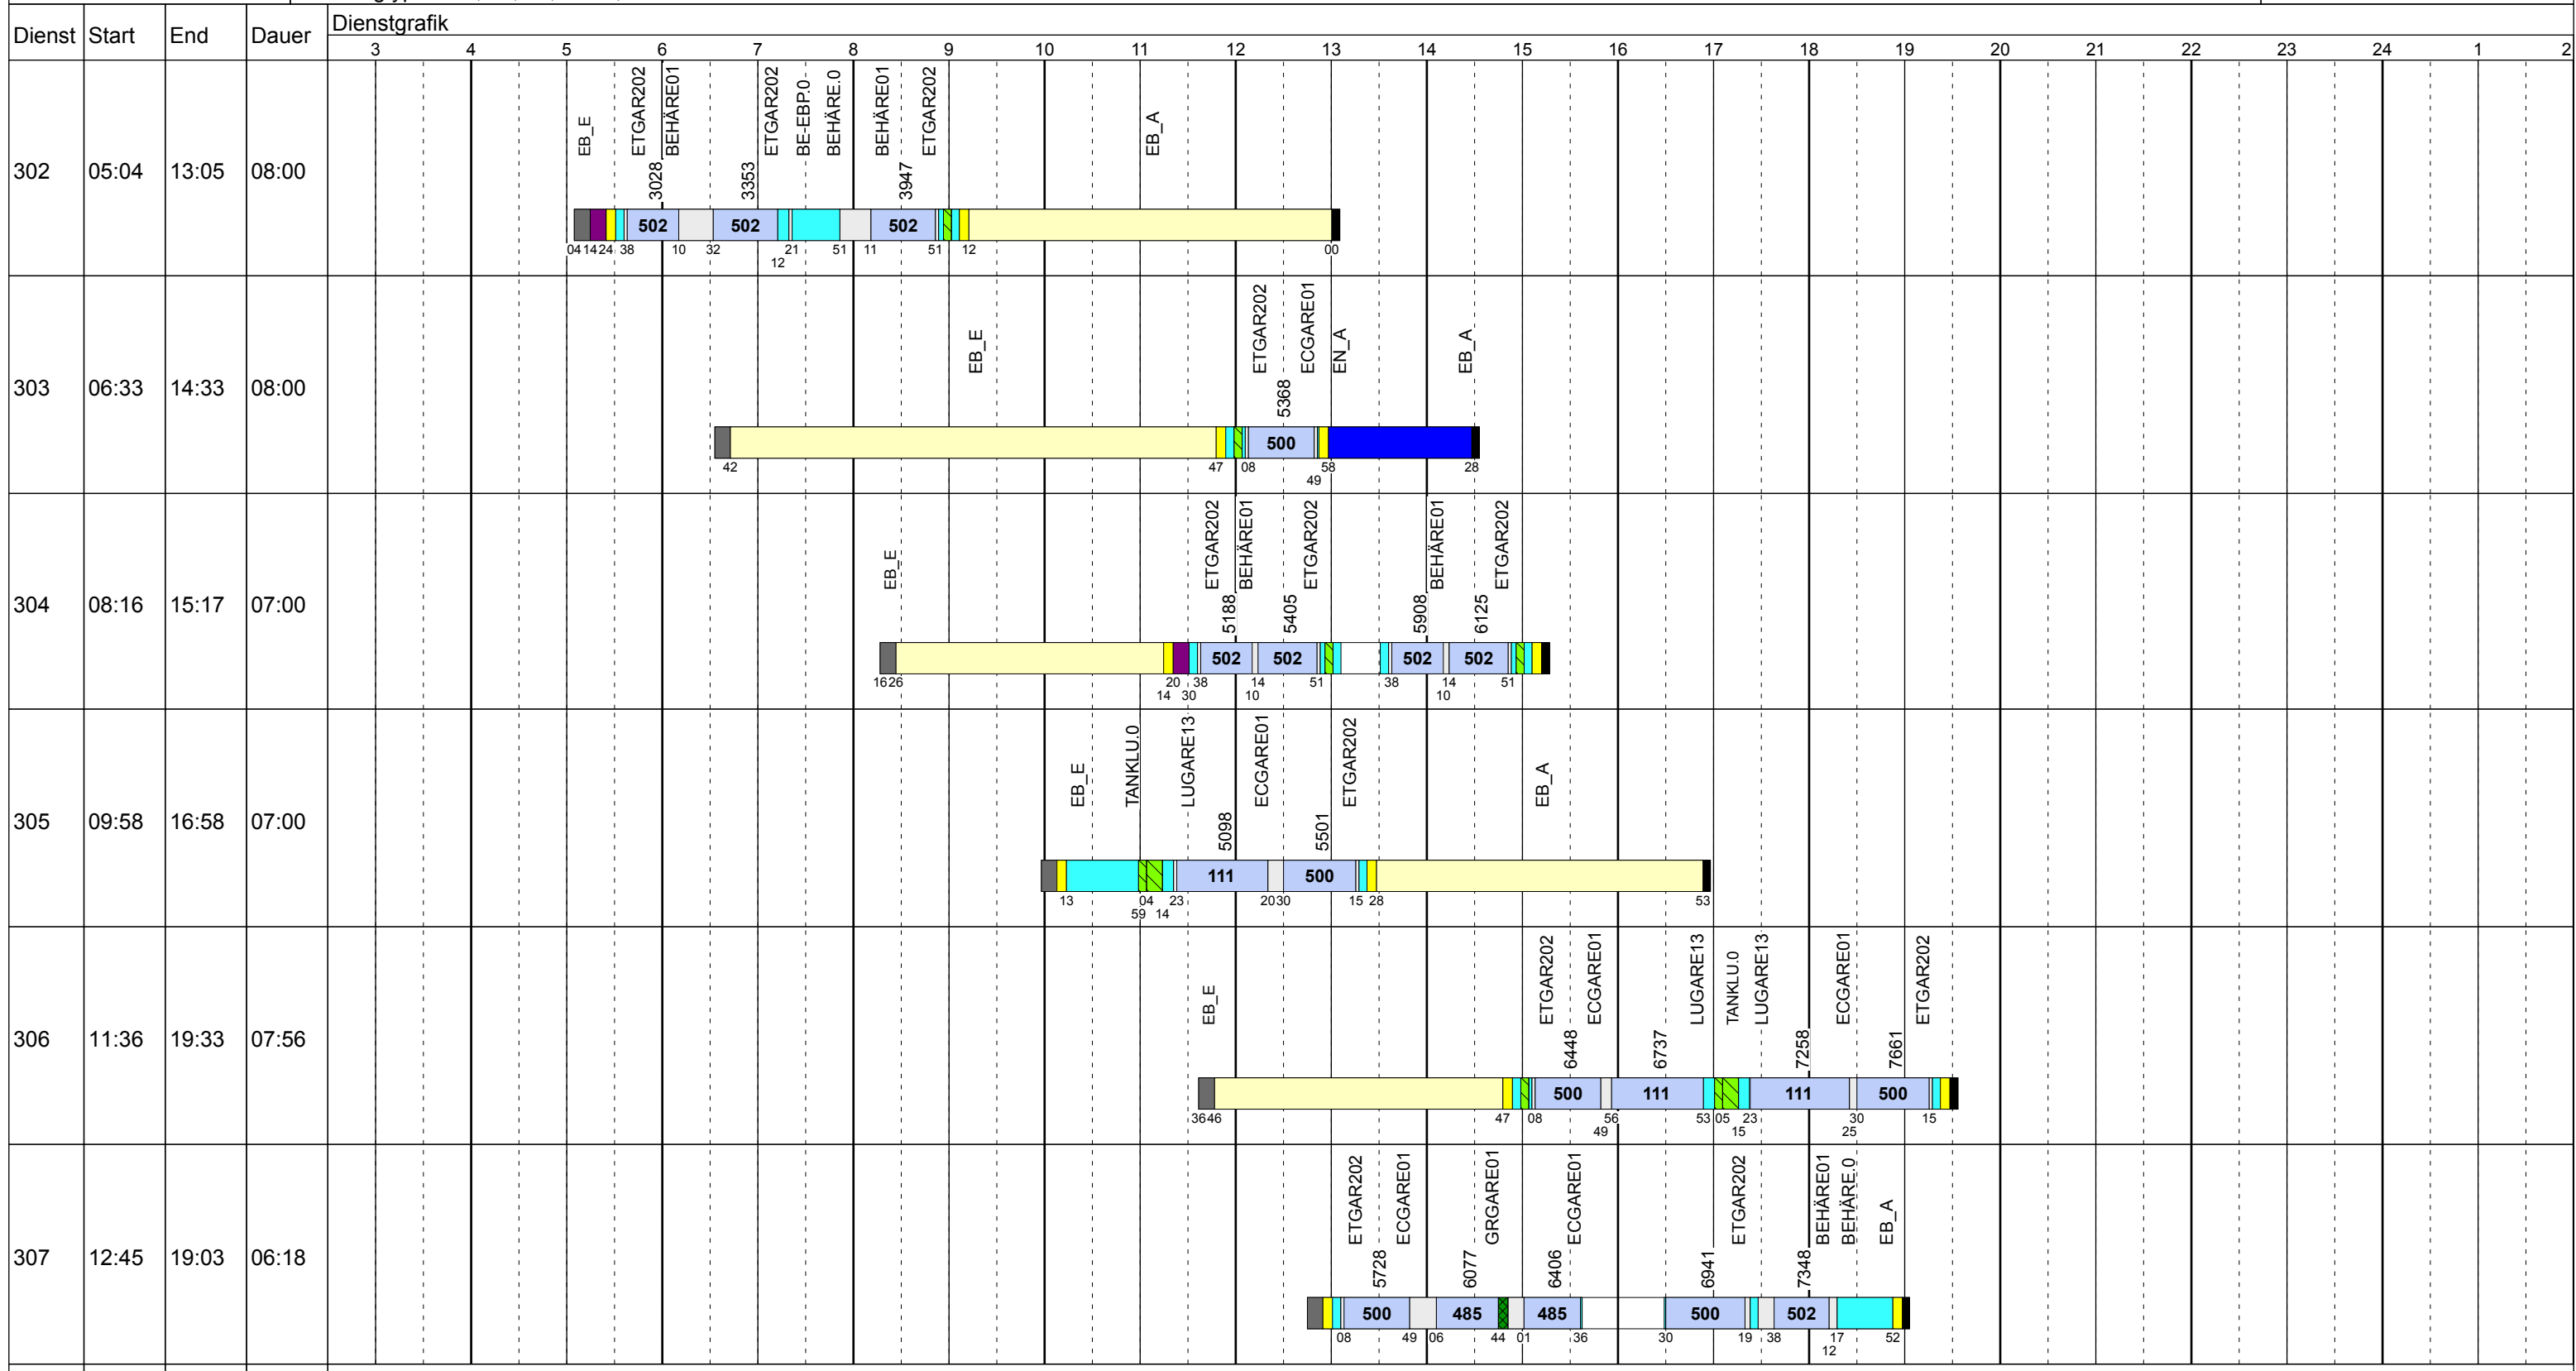 Dienst Start End Dauer Dienstgrafik
3 4 5 6 7 8 9 10 11 12 13 14 15 16 17 18 19 20 21 22 23 24 1 2
EB_E ETGAR202 BEHÄRE01 ETGAR202 BE-EBP.0 BEHÄRE.0 BEHÄRE01 ETGAR202 EB_A
3028 3353 3947
302 05:04 13:05 08:00
502 502 502
04 14 24 38 10 32 21 51 11 51 12 00
12
EB_E ETGAR202 ECGARE01 EN_A EB_A
5368
303 06:33 14:33 08:00
500
42 47 08 58 28
49
EB_E ETGAR202 BEHÄRE01 ETGAR202 BEHÄRE01 ETGAR202
5188 5405 5908 6125
304 08:16 15:17 07:00
502 502 502 502
16 26 20 38 14 51 38 14 51
14 30 10 10
EB_E TANKLU.0 LUGARE13 ECGARE01 ETGAR202 EB_A
5098 5501
305 09:58 16:58 07:00
111 500
13 04 23 20 30 15 28 53
59 14
EB_E ETGAR202 ECGARE01 LUGARE13 TANKLU.0 LUGARE13 ECGARE01 ETGAR202
6448 6737 7258 7661
306 11:36 19:33 07:56
500 111 111 500
36 46 47 08 56 53 05 23 30 15
49 15 25
ETGAR202 ECGARE01 GRGARE01 ECGARE01 ETGAR202 BEHÄRE01 BEHÄRE.0 EB_A
5728 6077 6406 6941 7348
307 12:45 19:03 06:18
500 485 485 500 502
08 49 06 44 01 36 30 19 38 17 52
12